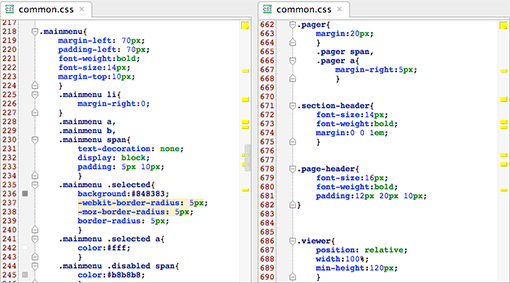 common.css ×
217
218 .mainmenu{
219 margin-left: 70px;
220 padding-left: 70px;
221 font-weight:bold;
222 font-size:14px;
223 margin-top:10px;
224 }
225 .mainmenu li{
226 margin-right:0;
227 }
228 .mainmenu a,
229 .mainmenu b,
230 .mainmenu span{
231 text-decoration: none;
232 display: block;
233 padding: 5px 10px;
234 }
235 .mainmenu .selected{
236 background:#848383;
237 -webkit-border-radius: 5px;
238 -moz-border-radius: 5px;
239 border-radius: 5px;
240 }
241 .mainmenu .selected a{
242 color:#fff;
243 }
244 .mainmenu .disabled span{
245 color:#b8b8b8;
common.css ×
662 .pager{
663 margin:20px;
664 }
665 .pager span,
666 .pager a{
667 margin-right:5px;
668 }
669
670
671 .section-header{
672 font-size:14px;
673 font-weight:bold;
674 margin:0 0 1em;
675 }
676
677
678 .page-header{
679 font-size:16px;
680 font-weight:bold;
681 padding:12px 20px 10px;
682 }
683
684
685
686 .viewer{
687 position: relative;
688 width:100%;
689 min-height:120px;
690 }